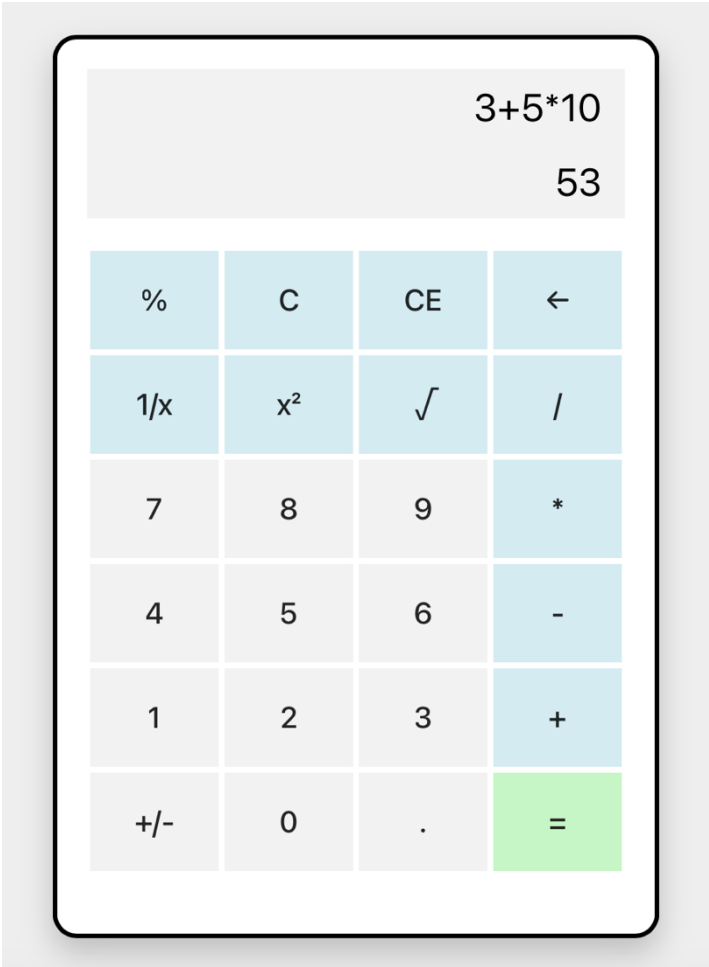 3+5*10
53
% C CE ←
1/x x² √ /
7 8 9 *
4 5 6 -
1 2 3 +
+/- 0 . =